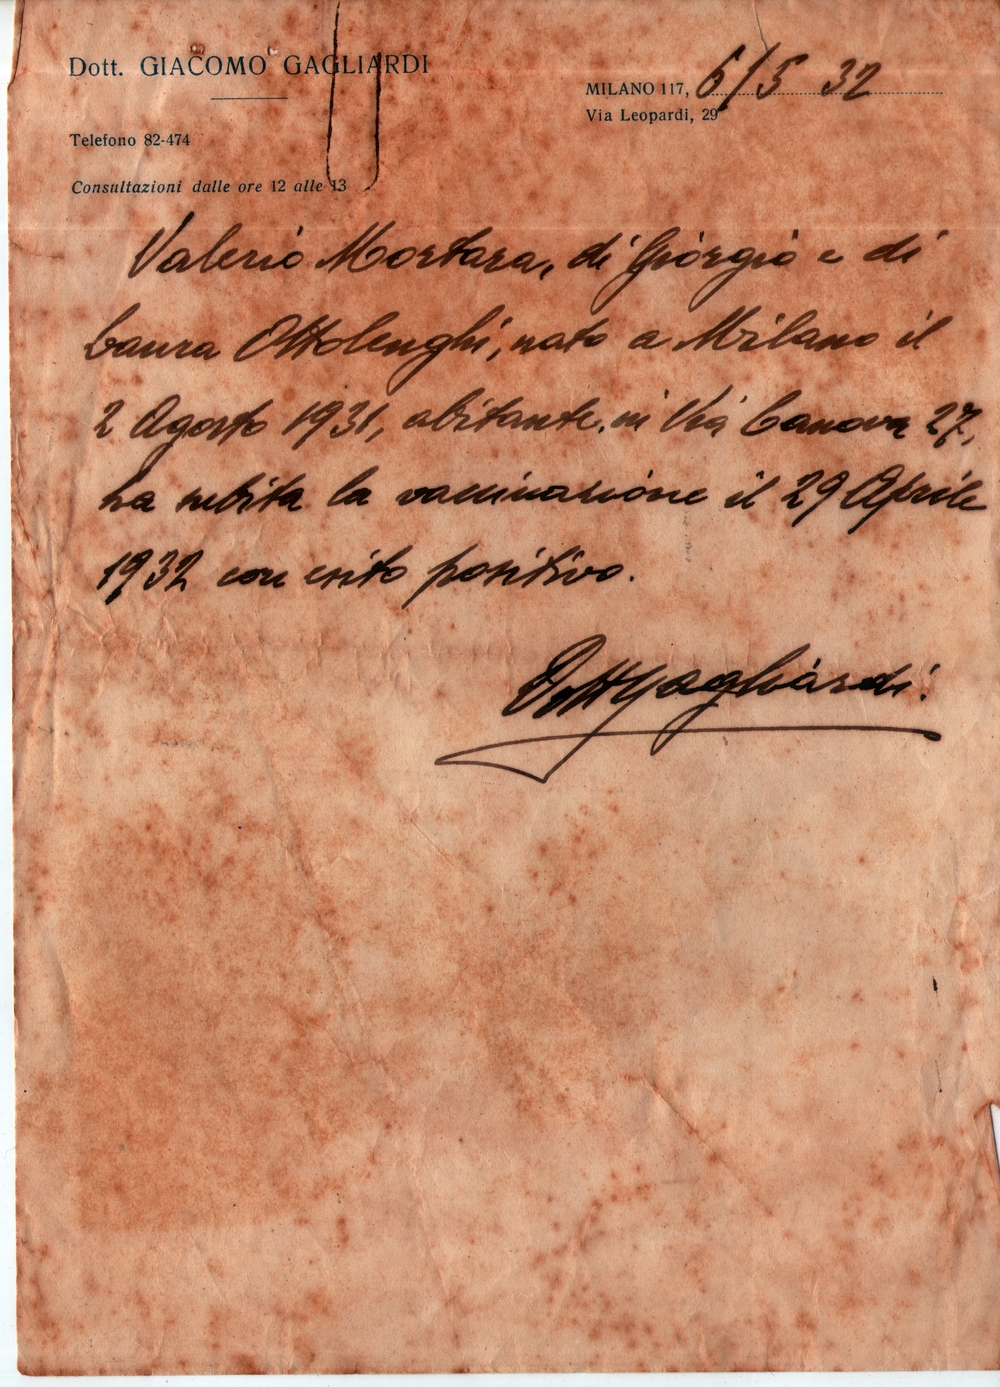 Dott. GIACOMO GAGLIARDI
MILANO 117, 6/5 32
Via Leopardi, 29
Telefono 82-474
Consultazioni dalle ore 12 alle 13
Valerio Mortara, di Giorgio e di
Laura Ottolenghi, nato a Milano il
2 Agosto 1931, abitante in Via Canova 27,
ha subita la vaccinazione il 29 Aprile
1932 con esito positivo.
Dott Gagliardi